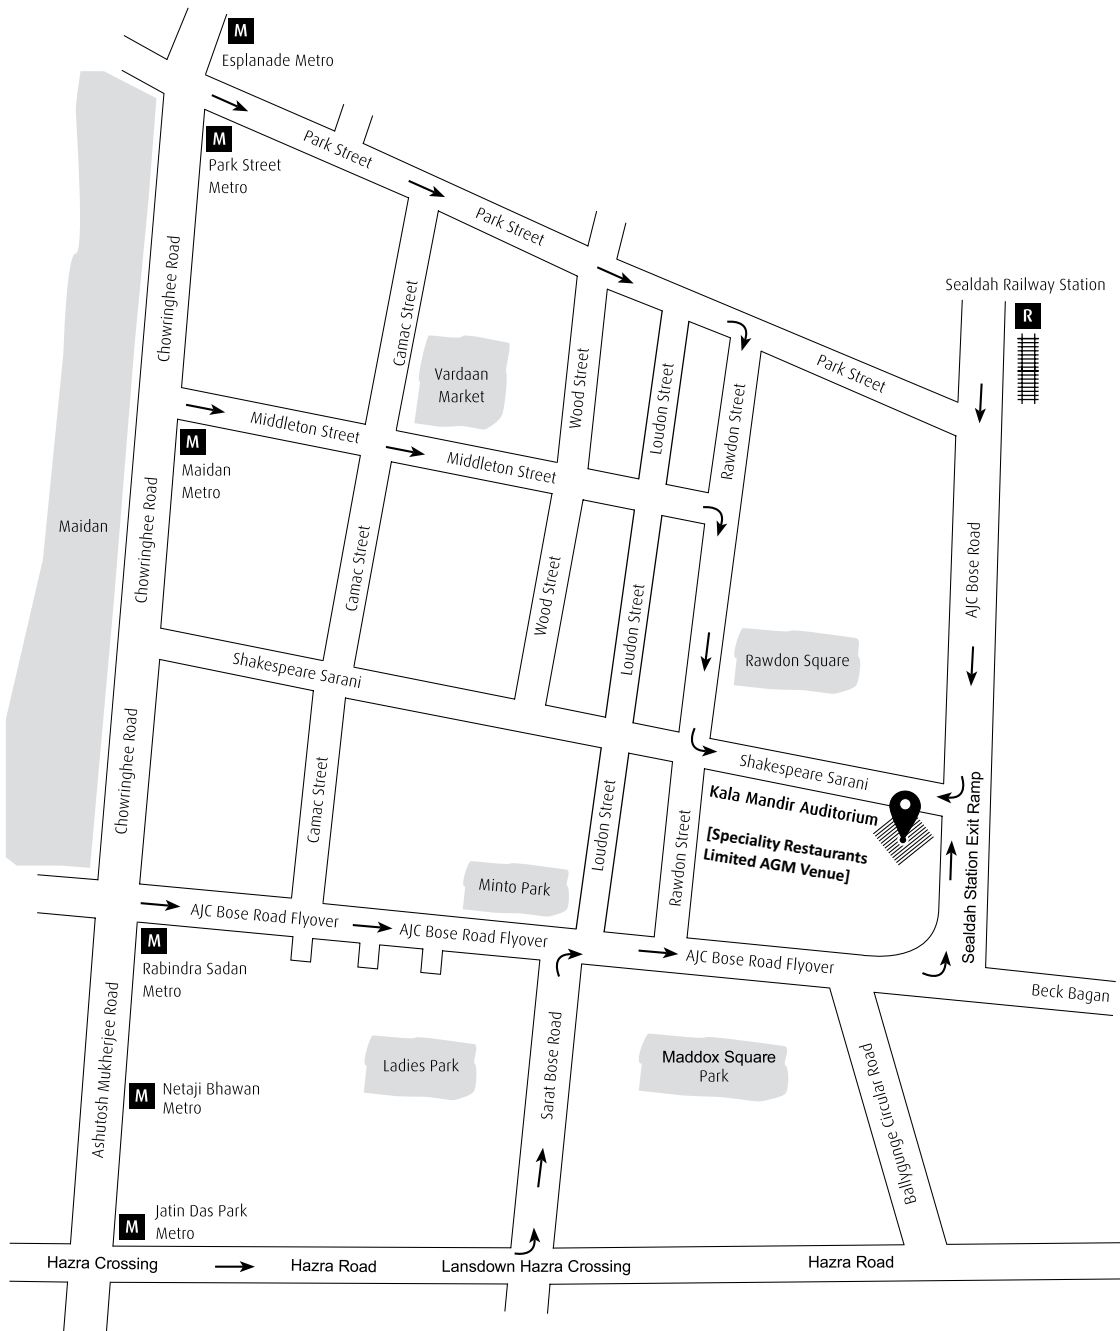 M
Esplanade Metro
M
Park Street
Metro
Park Street
Park Street
Park Street
Sealdah Railway Station
R
Chowringhee Road
Camac Street
Vardaan
Market
Wood Street
Loudon Street
Rawdon Street
Middleton Street
Middleton Street
M
Maidan
Metro
Maidan
Chowringhee Road
Camac Street
Wood Street
Loudon Street
AJC Bose Road
Rawdon Square
Shakespeare Sarani
Shakespeare Sarani
Chowringhee Road
Camac Street
Loudon Street
Rawdon Street
Kala Mandir Auditorium
[Speciality Restaurants
Limited AGM Venue]
Sealdah Station Exit Ramp
Minto Park
AJC Bose Road Flyover
AJC Bose Road Flyover
AJC Bose Road Flyover
M
Rabindra Sadan
Metro
Beck Bagan
Ashutosh Mukherjee Road
Ladies Park
Sarat Bose Road
Maddox Square
Park
Ballygunge Circular Road
M
Netaji Bhawan
Metro
M
Jatin Das Park
Metro
Hazra Crossing
Hazra Road
Lansdown Hazra Crossing
Hazra Road